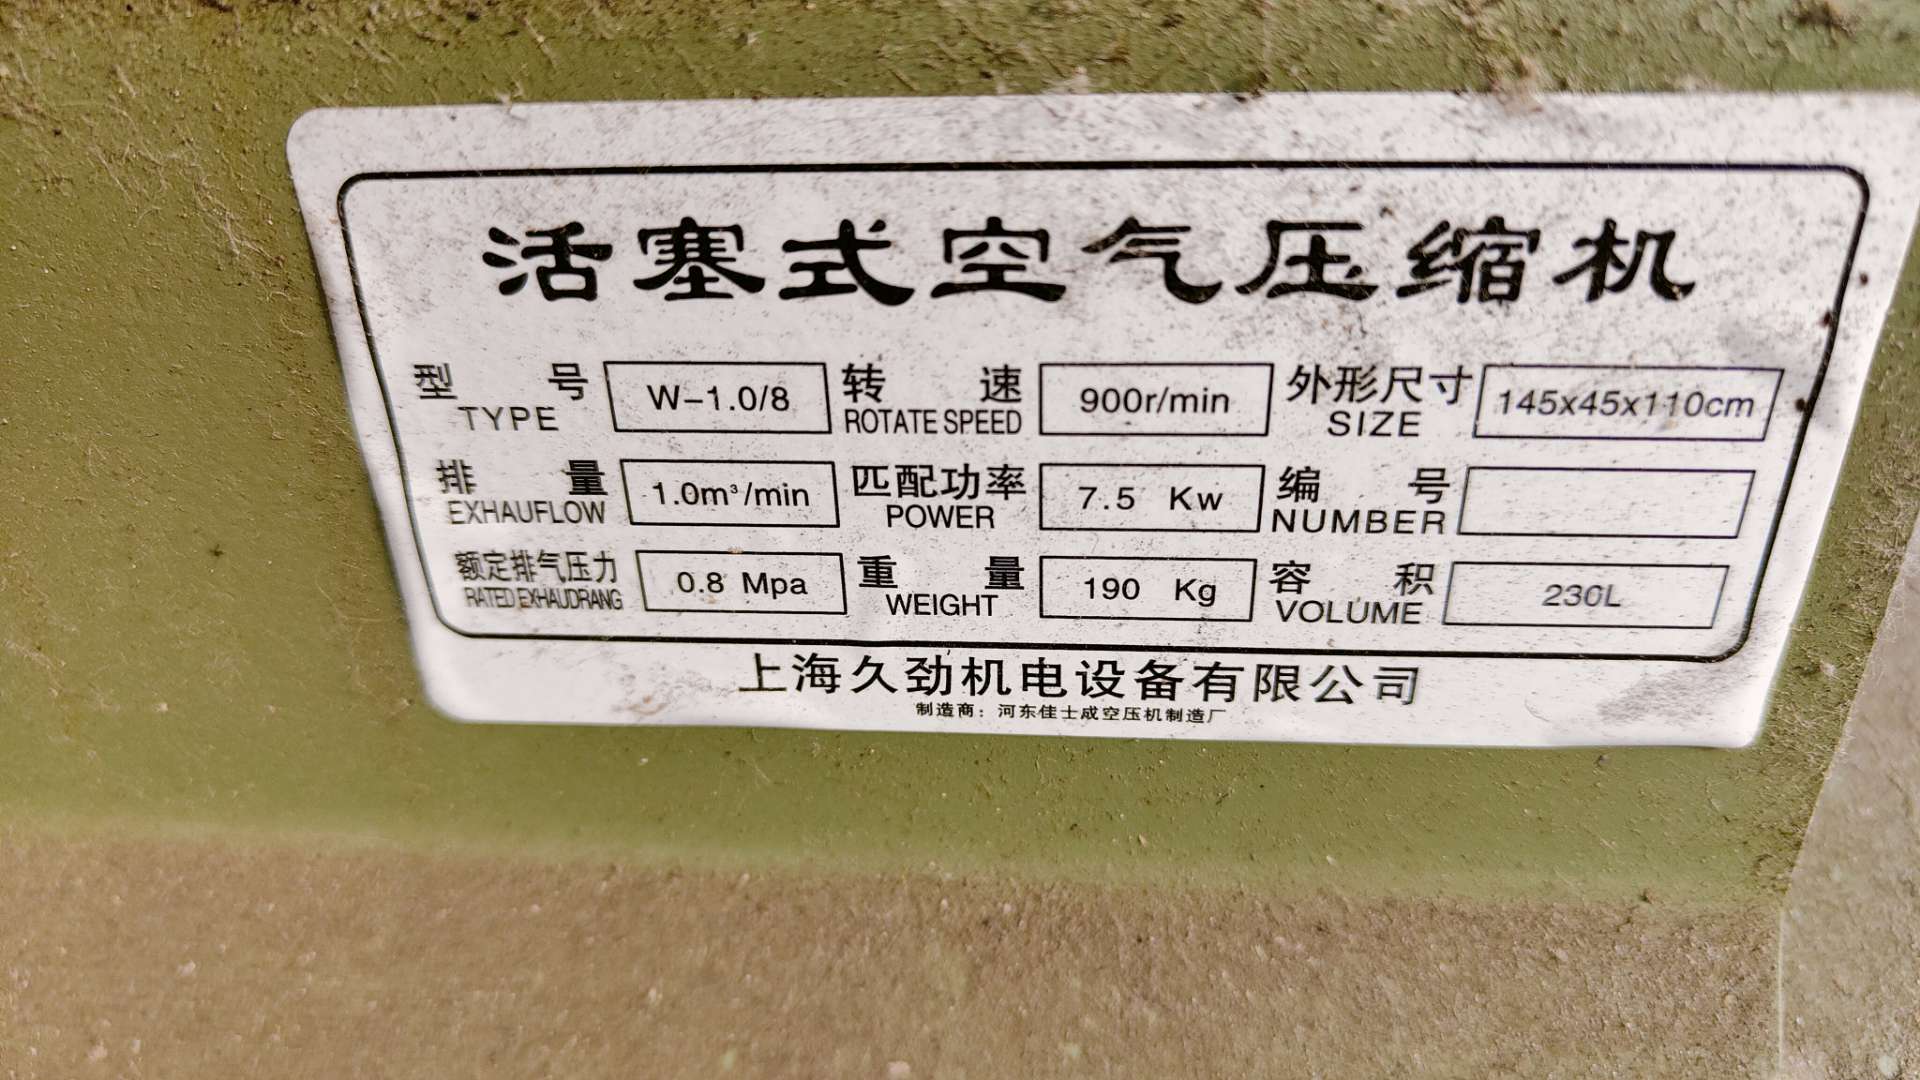 活塞式空气压缩机
型号 W-1.0/8 转速 900r/min 外形尺寸 145x45x110cm
TYPE ROTATE SPEED SIZE
排量 1.0m³/min 匹配功率 7.5 Kw 编号
EXHAUFLOW POWER NUMBER
额定排气压力 0.8 Mpa 重量 190 Kg 容积 230L
RATED EXHAUDRANG WEIGHT VOLUME
上海久劲机电设备有限公司
制造商：河东佳士成空压机制造厂